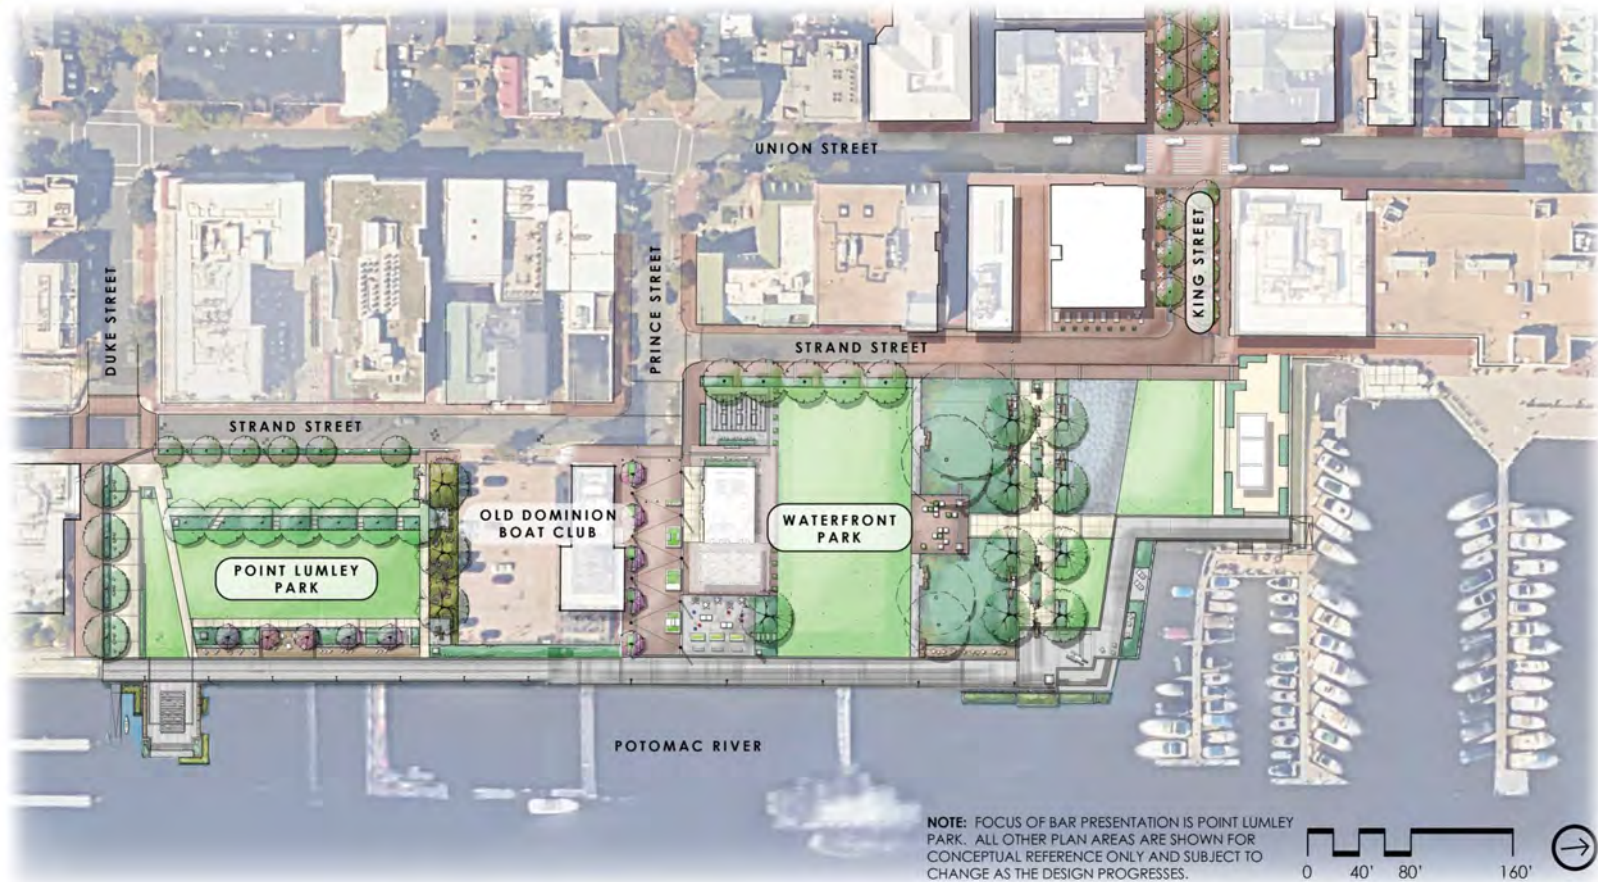 UNION STREET
KING STREET
DUKE STREET
PRINCE STREET
STRAND STREET
STRAND STREET
OLD DOMINION
BOAT CLUB
WATERFRONT
PARK
POINT LUMLEY
PARK
POTOMAC RIVER
NOTE: FOCUS OF BAR PRESENTATION IS POINT LUMLEY
PARK. ALL OTHER PLAN AREAS ARE SHOWN FOR
CONCEPTUAL REFERENCE ONLY AND SUBJECT TO
CHANGE AS THE DESIGN PROGRESSES.
0 40' 80' 160'